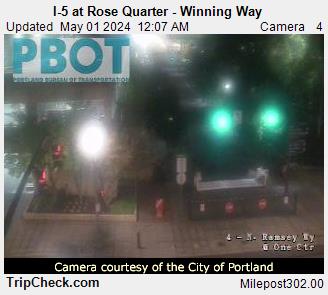 I-5 at Rose Quarter - Winning Way
Updated May 01 2024 12:07 AM Camera 4
PBOT
PORTLAND BUREAU OF TRANSPORTATION
4 - N. Ramsey Wy
@ One Ctr
Camera courtesy of the City of Portland
TripCheck.com Milepost302.00